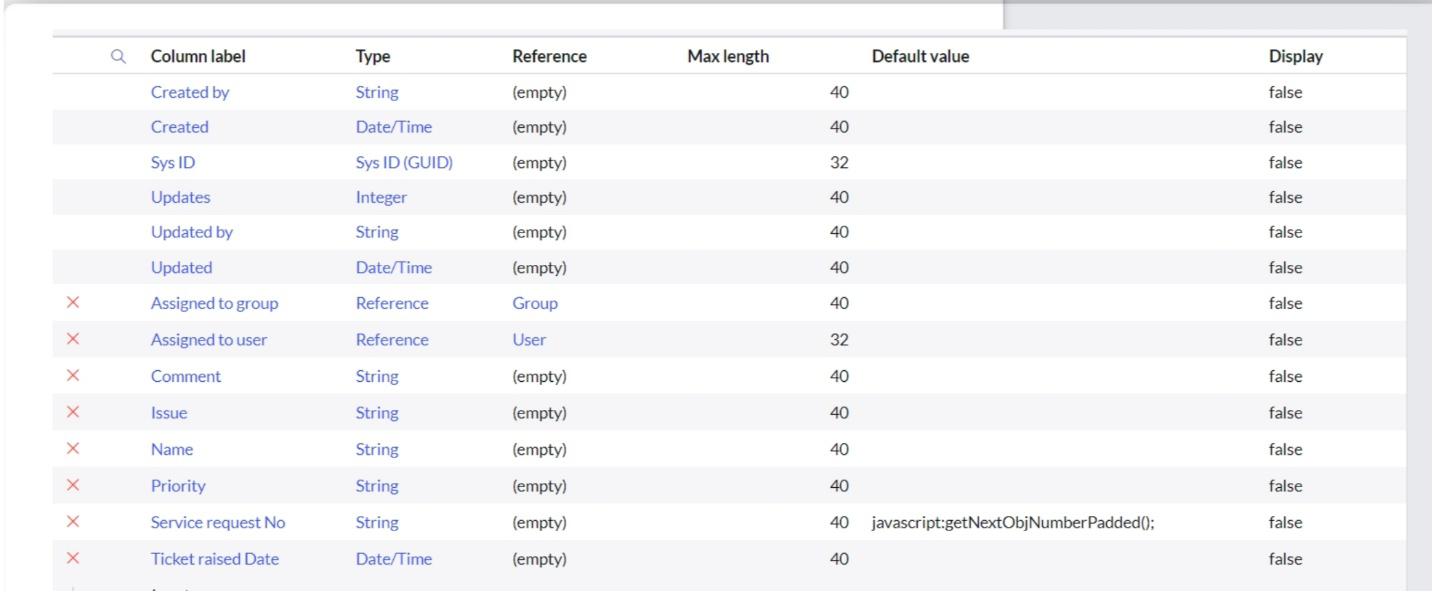 Column label Type Reference Max length Default value Display
Created by String (empty) 40 false
Created Date/Time (empty) 40 false
Sys ID Sys ID (GUID) (empty) 32 false
Updates Integer (empty) 40 false
Updated by String (empty) 40 false
Updated Date/Time (empty) 40 false
Assigned to group Reference Group 40 false
Assigned to user Reference User 32 false
Comment String (empty) 40 false
Issue String (empty) 40 false
Name String (empty) 40 false
Priority String (empty) 40 false
Service request No String (empty) 40 javascript:getNextObjNumberPadded(); false
Ticket raised Date Date/Time (empty) 40 false